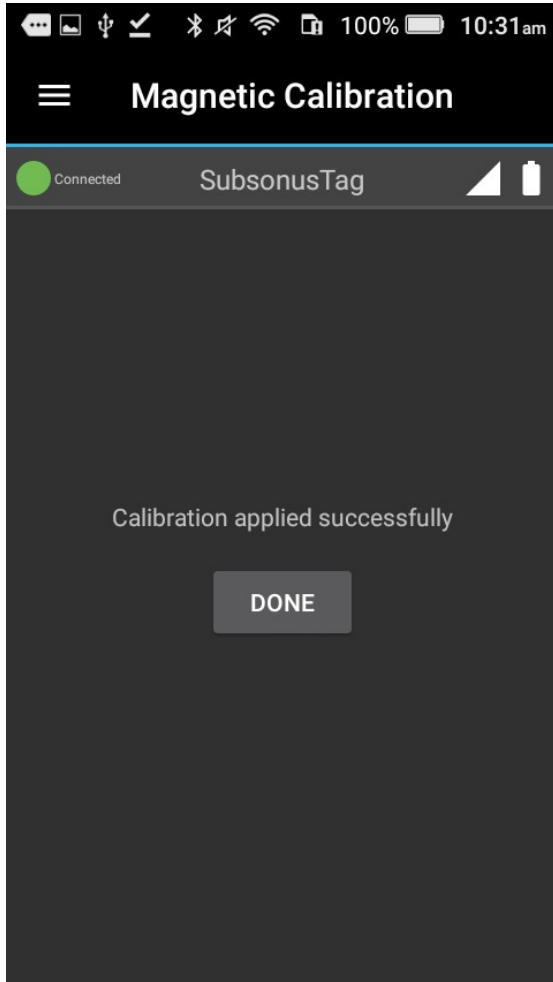 100% 10:31am
Magnetic Calibration
Connected SubsonusTag
Calibration applied successfully
DONE